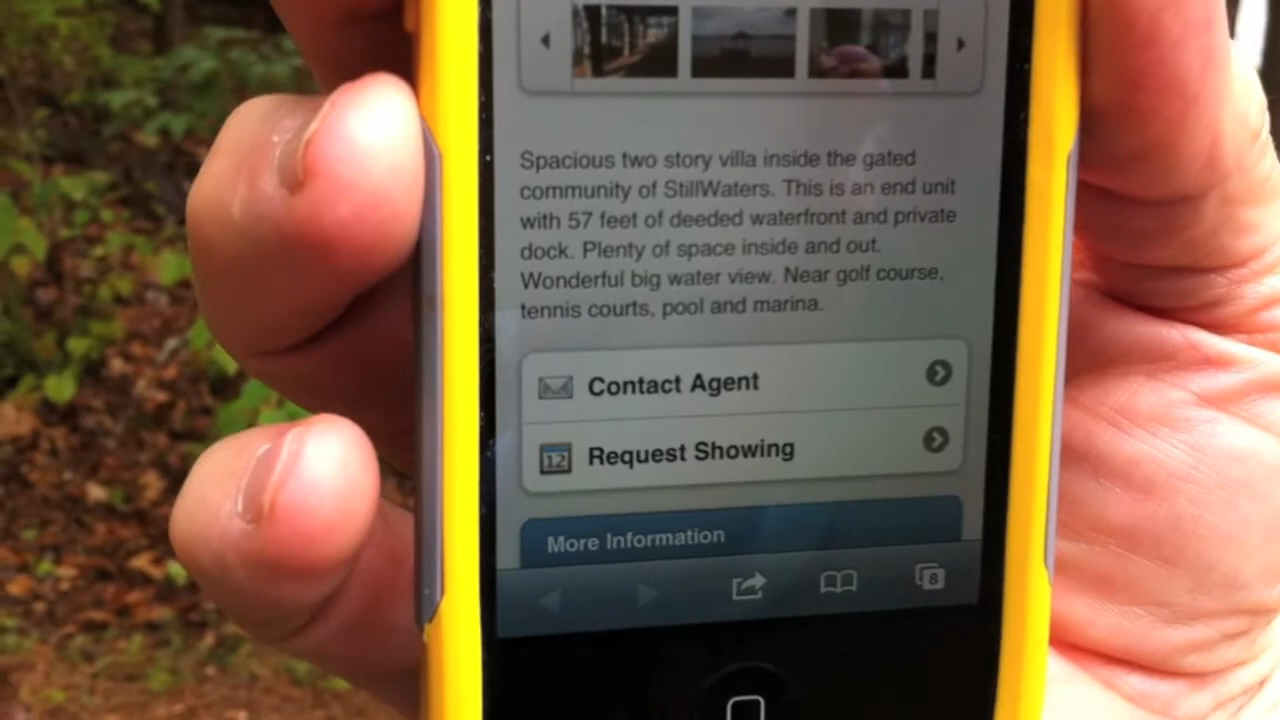 Spacious two story villa inside the gated
community of StillWaters. This is an end unit
with 57 feet of deeded waterfront and private
dock. Plenty of space inside and out.
Wonderful big water view. Near golf course,
tennis courts, pool and marina.
Contact Agent
12
Request Showing
More Information
8